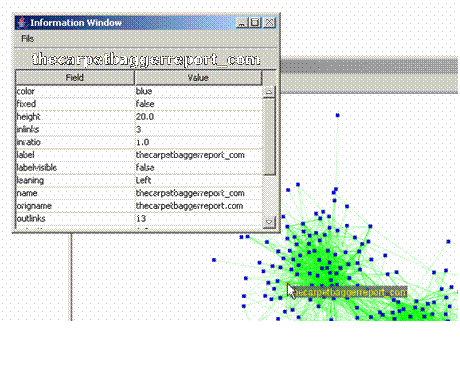 Information Window
File
thecarpetbaggerreport_com
Field Value
color blue
fixed false
height 20.0
inlinks 3
inratio 1.0
label thecarpetbaggerreport_com
labelvisible false
leaning Left
name thecarpetbaggerreport_com
origname thecarpetbaggerreport.com
outlinks 13
thecarpetbaggerreport_com